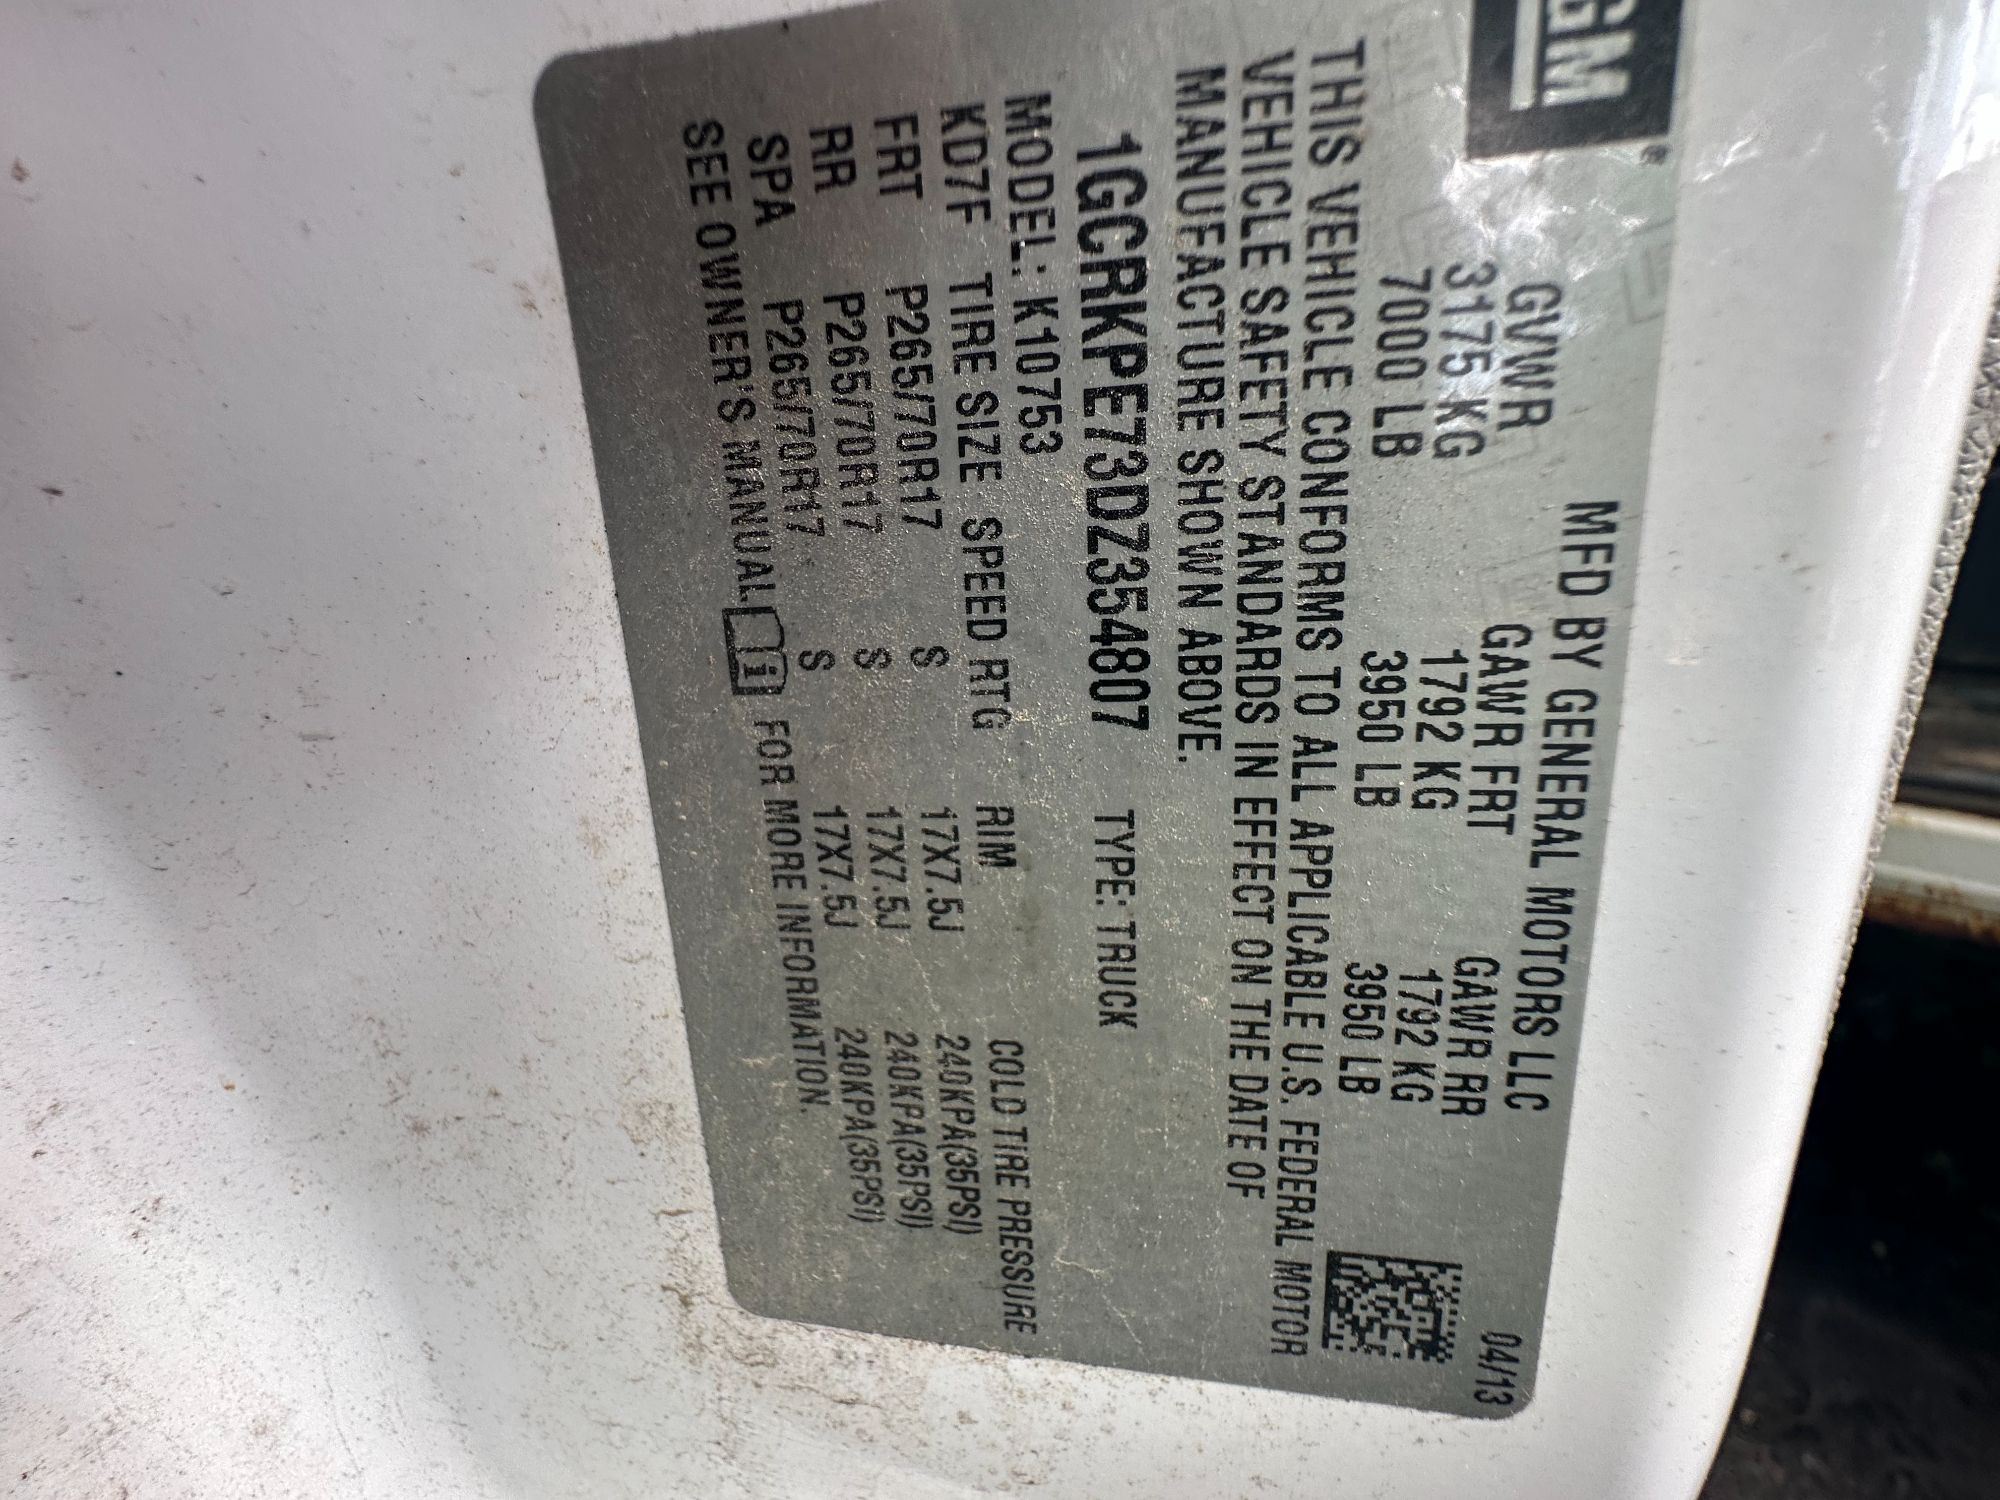 GM
MFD BY GENERAL MOTORS LLC 04/13
GVWR GAWR FRT GAWR RR
3175 KG 1792 KG 1792 KG
7000 LB 3950 LB 3950 LB
THIS VEHICLE CONFORMS TO ALL APPLICABLE U.S. FEDERAL MOTOR
VEHICLE SAFETY STANDARDS IN EFFECT ON THE DATE OF
MANUFACTURE SHOWN ABOVE.
1GCRKPE73DZ354807 TYPE: TRUCK
MODEL: K10753
KD7F TIRE SIZE SPEED RTG RIM COLD TIRE PRESSURE
FRT P265/70R17 S 17X7.5J 240KPA(35PSI)
RR P265/70R17 S 17X7.5J 240KPA(35PSI)
SPA P265/70R17 S 17X7.5J 240KPA(35PSI)
SEE OWNER'S MANUAL i FOR MORE INFORMATION.